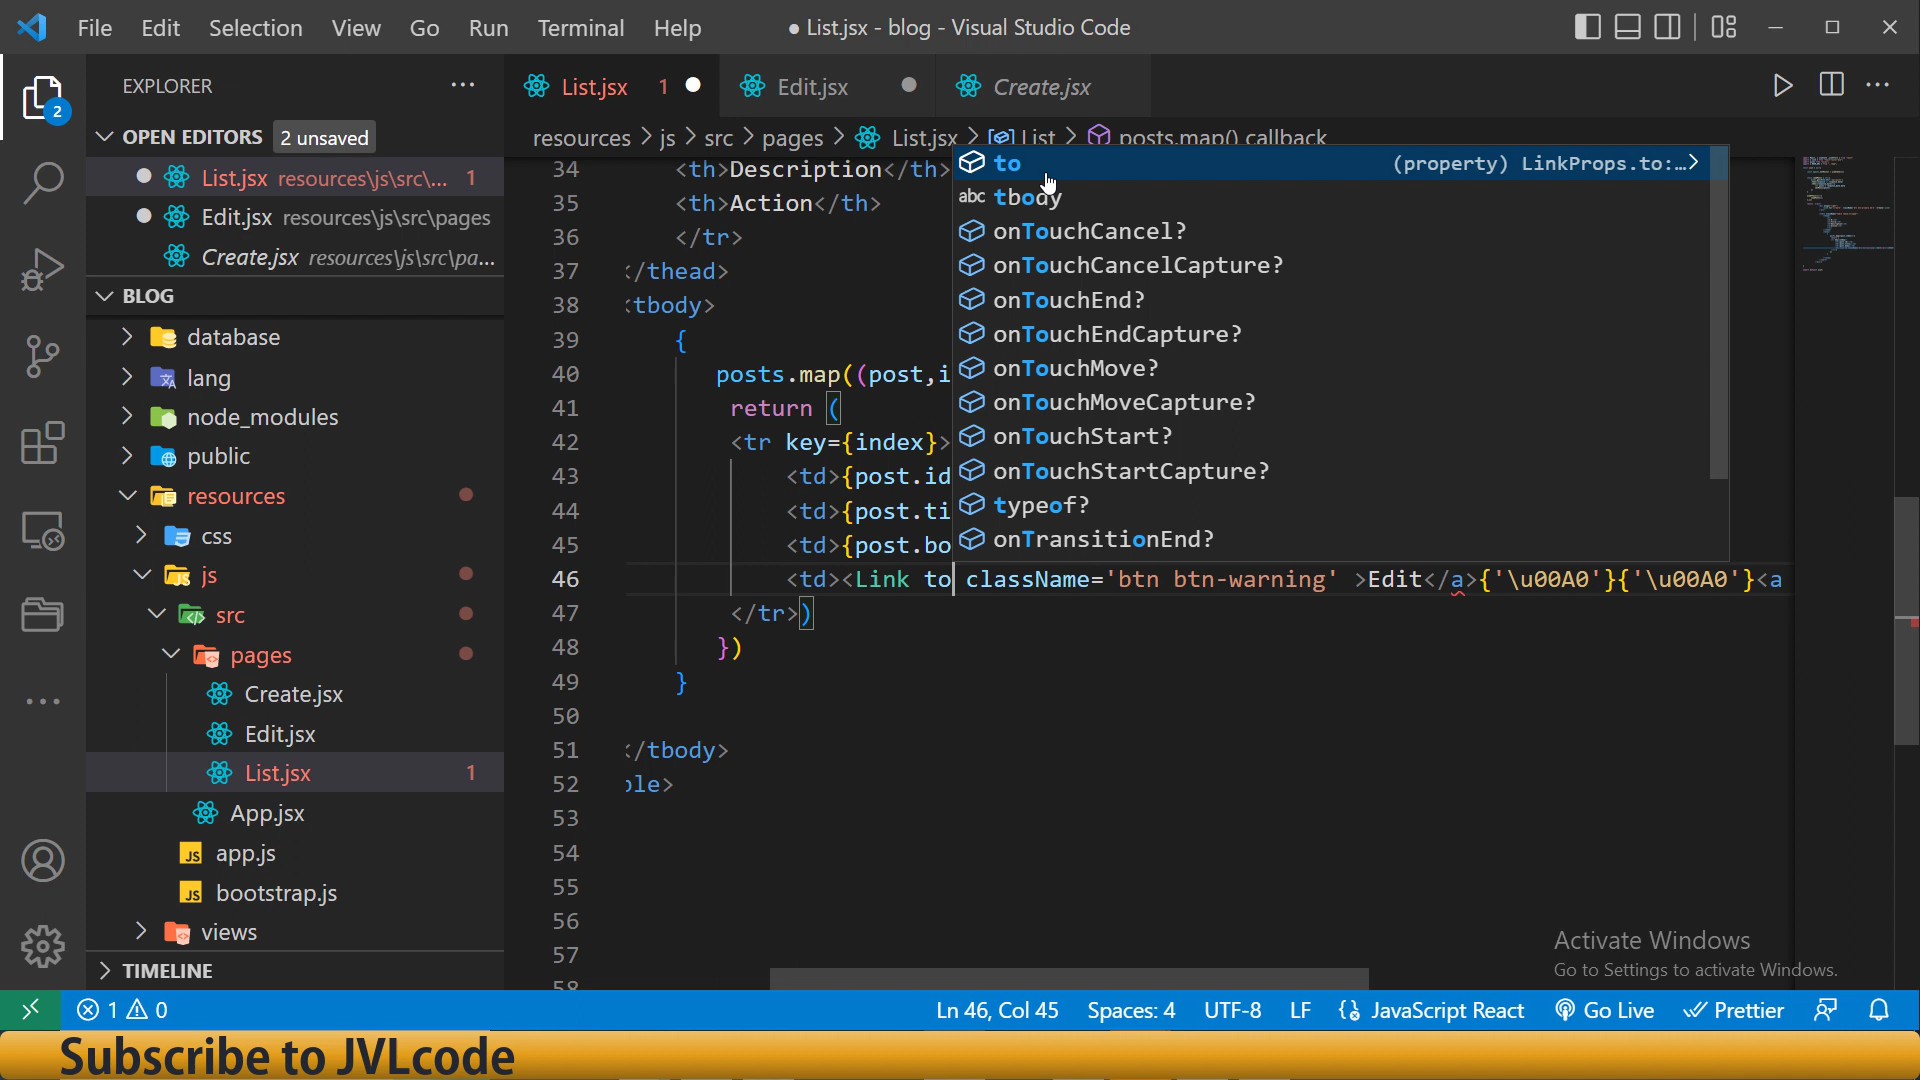 File Edit Selection View Go Run Terminal Help
● List.jsx - blog - Visual Studio Code
2
EXPLORER
OPEN EDITORS 2 unsaved
List.jsx resources\js\src\... 1
Edit.jsx resources\js\src\pages
Create.jsx resources\js\src\pa...
BLOG
database
lang
node_modules
public
resources
css
js
src
pages
Create.jsx
Edit.jsx
List.jsx 1
App.jsx
app.js
bootstrap.js
views
TIMELINE
List.jsx 1 Edit.jsx Create.jsx
resources > js > src > pages > List.jsx > List > posts.map() callback
34 <th>Description</th>
35 <th>Action</th>
36 </tr>
37 </thead>
38 <tbody>
39 {
40 posts.map((post,i
41 return (
42 <tr key={index}>
43 <td>{post.id
44 <td>{post.ti
45 <td>{post.bo
46 <td><Link to className='btn btn-warning' >Edit</a>{'\u00A0'}{'\u00A0'}<a
47 </tr>)
48 })
49 }
50
51 </tbody>
52 ble>
53
54
55
56
57
58
to (property) LinkProps.to:...
abc tbody
onTouchCancel?
onTouchCancelCapture?
onTouchEnd?
onTouchEndCapture?
onTouchMove?
onTouchMoveCapture?
onTouchStart?
onTouchStartCapture?
typeof?
onTransitionEnd?
Activate Windows
Go to Settings to activate Windows.
1 0 Ln 46, Col 45 Spaces: 4 UTF-8 LF JavaScript React Go Live Prettier
Subscribe to JVLcode